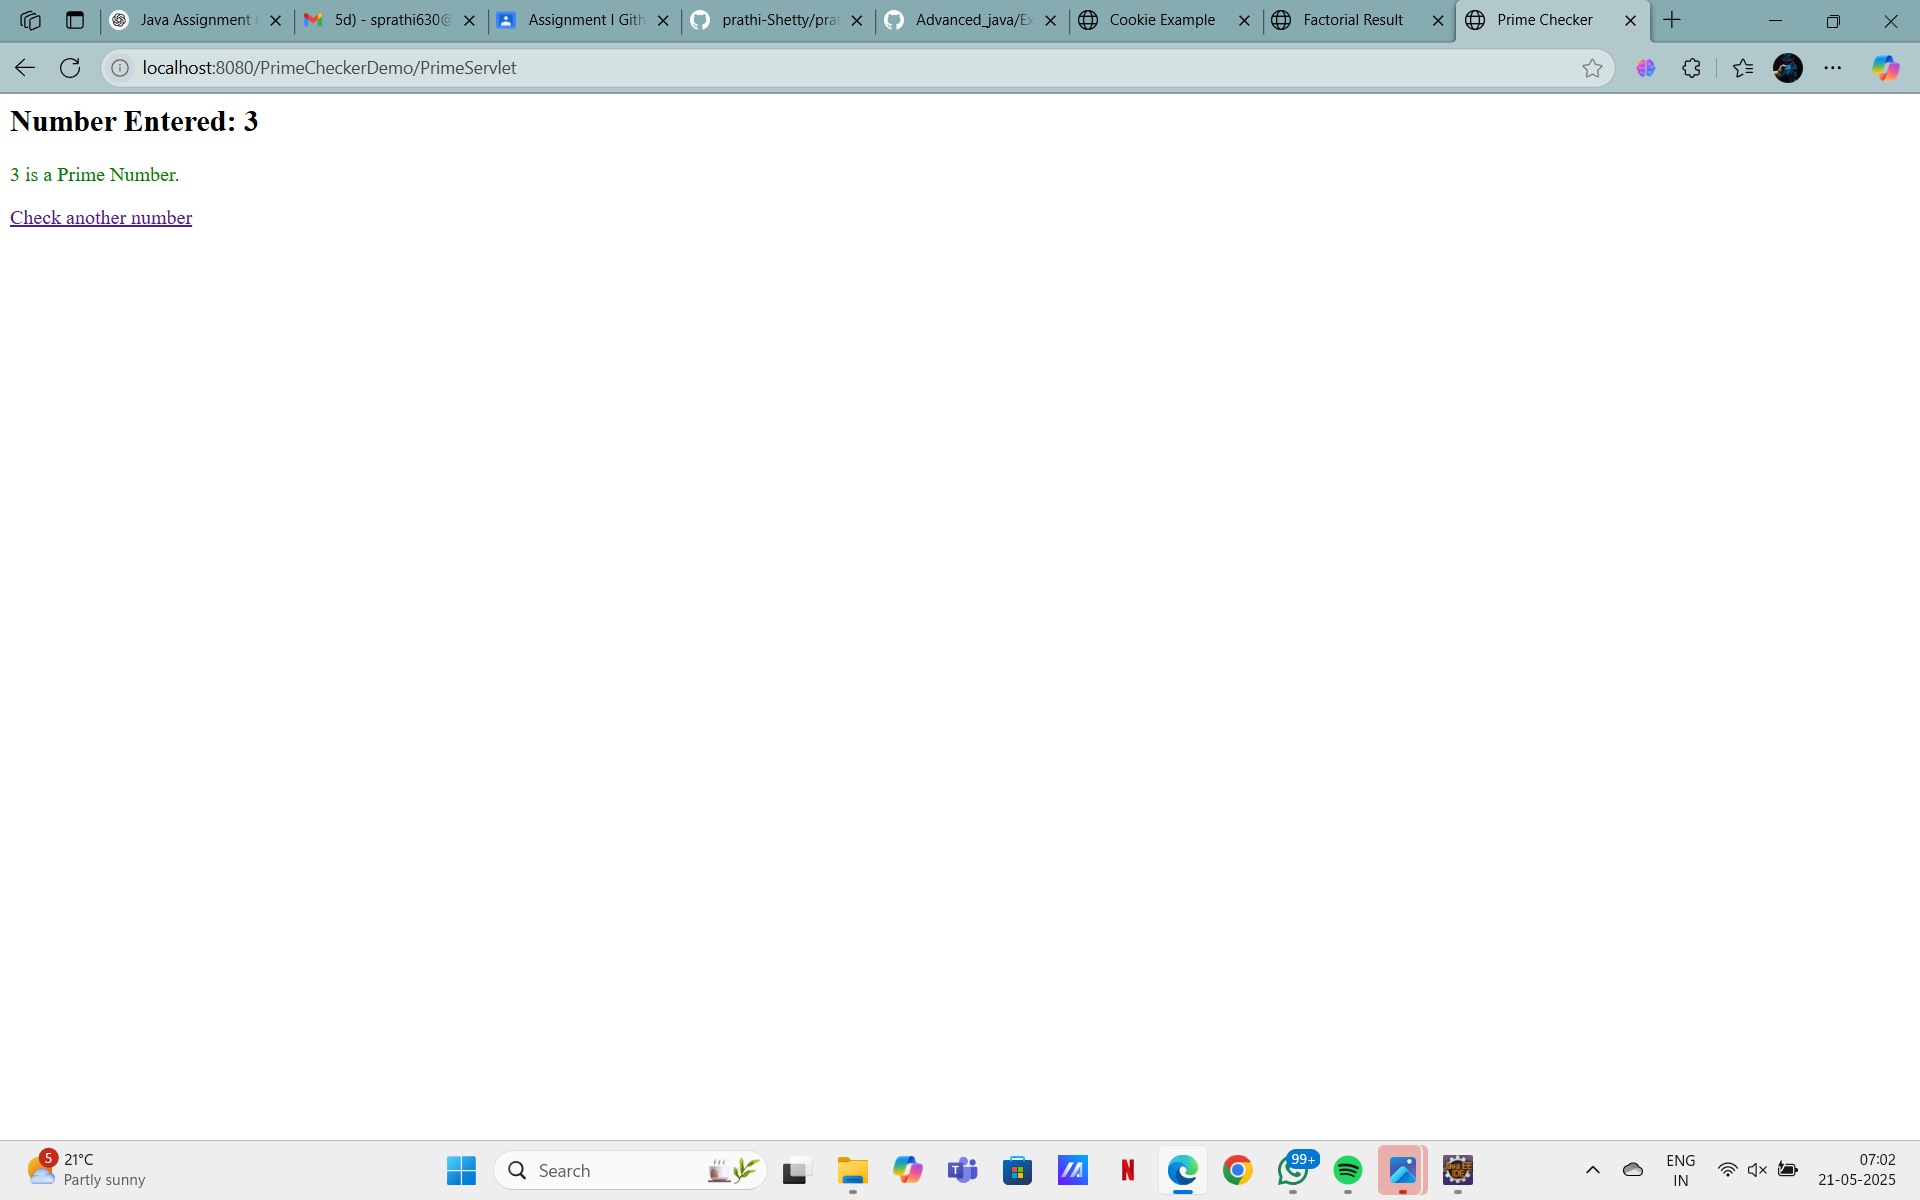 Java Assignment
5d) - sprathi630@
Assignment I Gith
prathi-Shetty/pra
Advanced_java/Ex
Cookie Example
Factorial Result
Prime Checker
localhost:8080/PrimeCheckerDemo/PrimeServlet
Number Entered: 3
3 is a Prime Number.
Check another number
5
21°C
Partly sunny
Search
99+
ENG
IN
07:02
21-05-2025